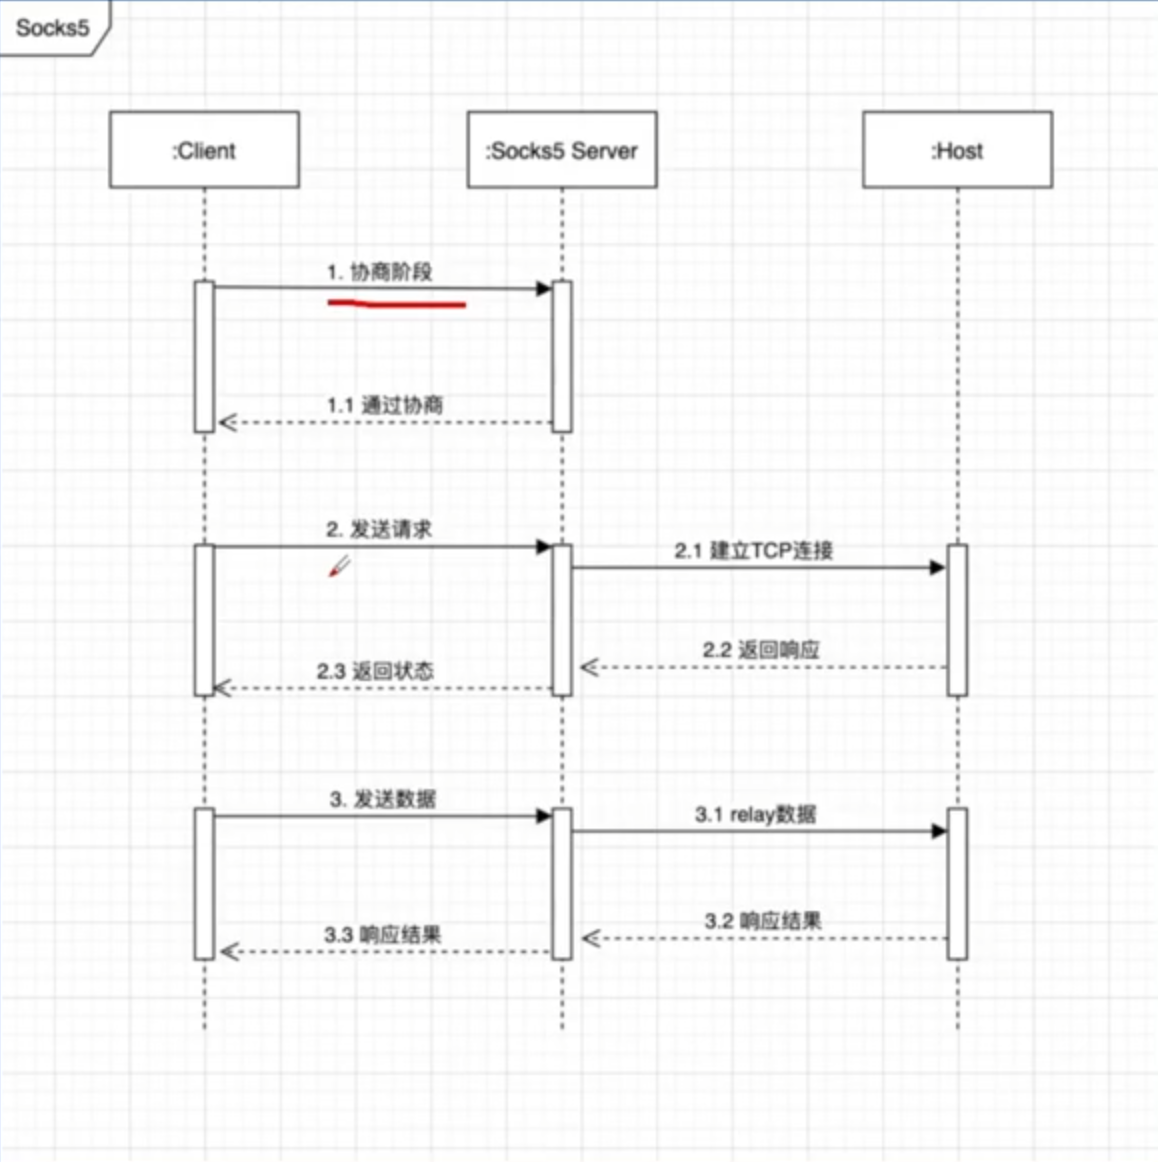 Socks5
:Client
:Socks5 Server
:Host
1. 协商阶段
1.1 通过协商
2. 发送请求
2.1 建立TCP连接
2.2 返回响应
2.3 返回状态
3. 发送数据
3.1 relay数据
3.2 响应结果
3.3 响应结果